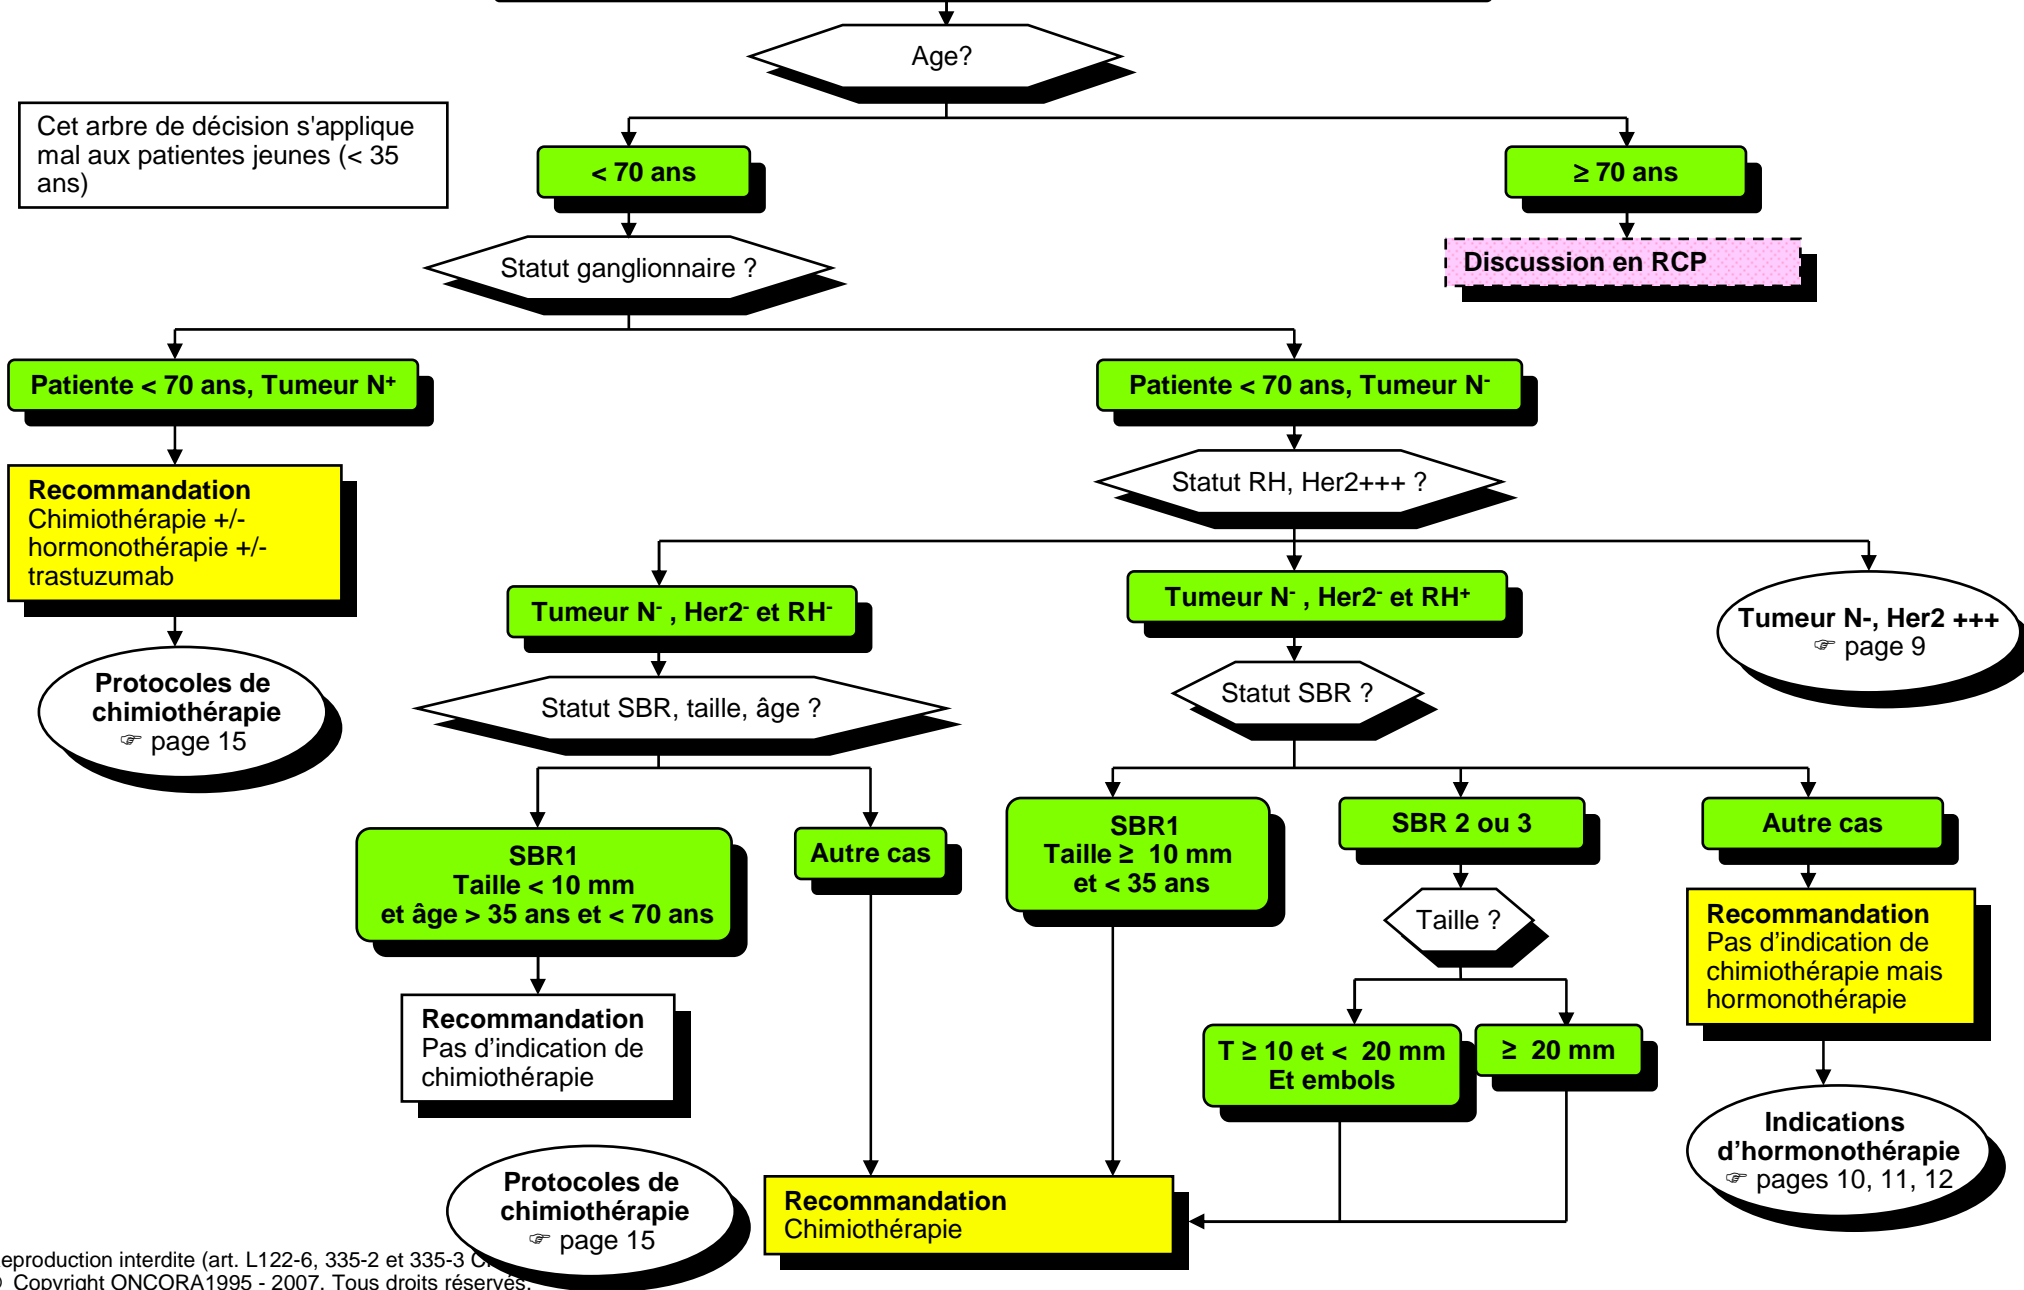 Age?
Cet arbre de décision s'applique
mal aux patientes jeunes (< 35
ans)
< 70 ans
≥ 70 ans
Statut ganglionnaire ?
Discussion en RCP
Patiente < 70 ans, Tumeur N+
Patiente < 70 ans, Tumeur N-
Recommandation
Chimiothérapie +/-
hormonothérapie +/-
trastuzumab
Statut RH, Her2+++ ?
Protocoles de
chimiothérapie
☞ page 15
Tumeur N- , Her2- et RH-
Tumeur N- , Her2- et RH+
Tumeur N-, Her2 +++
☞ page 9
Statut SBR, taille, âge ?
Statut SBR ?
SBR1
Taille < 10 mm
et âge > 35 ans et < 70 ans
Autre cas
SBR1
Taille ≥ 10 mm
et < 35 ans
SBR 2 ou 3
Autre cas
Taille ?
Recommandation
Pas d’indication de
chimiothérapie mais
hormonothérapie
Recommandation
Pas d’indication de
chimiothérapie
T ≥ 10 et < 20 mm
Et embols
≥ 20 mm
Indications
d’hormonothérapie
☞ pages 10, 11, 12
Protocoles de
chimiothérapie
☞ page 15
Recommandation
Chimiothérapie
eproduction interdite (art. L122-6, 335-2 et 335-3
Copyright ONCORA1995 - 2007. Tous droits réservés.